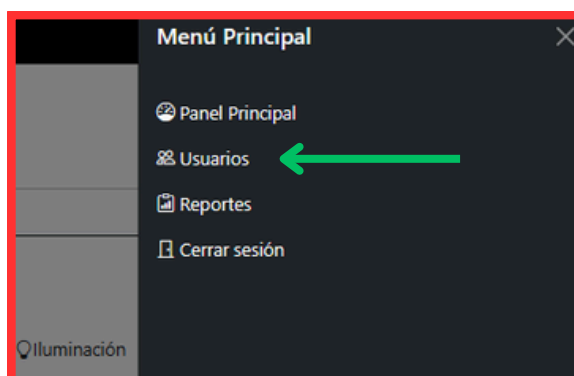 Menú Principal
Panel Principal
Usuarios
Reportes
Cerrar sesión
Iluminación